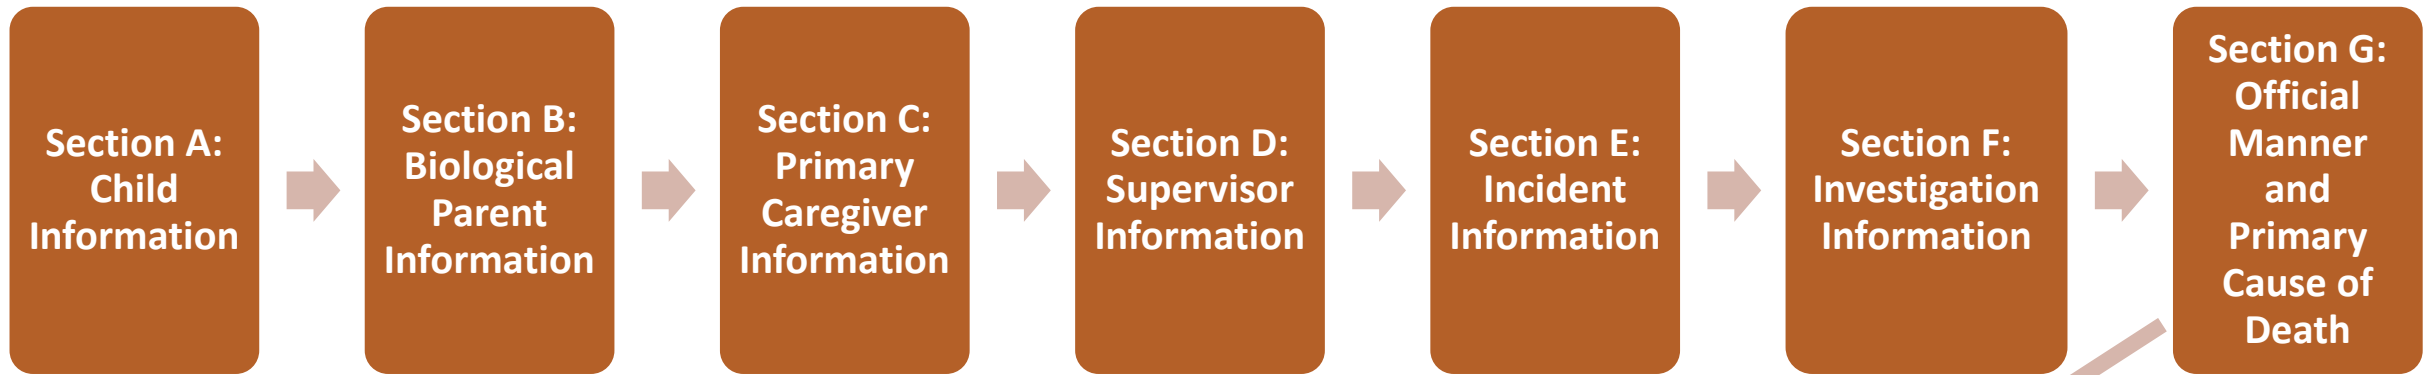 Section A:
Child
Information
Section B:
Biological
Parent
Information
Section C:
Primary
Caregiver
Information
Section D:
Supervisor
Information
Section E:
Incident
Information
Section F:
Investigation
Information
Section G:
Official
Manner
and
Primary
Cause of
Death